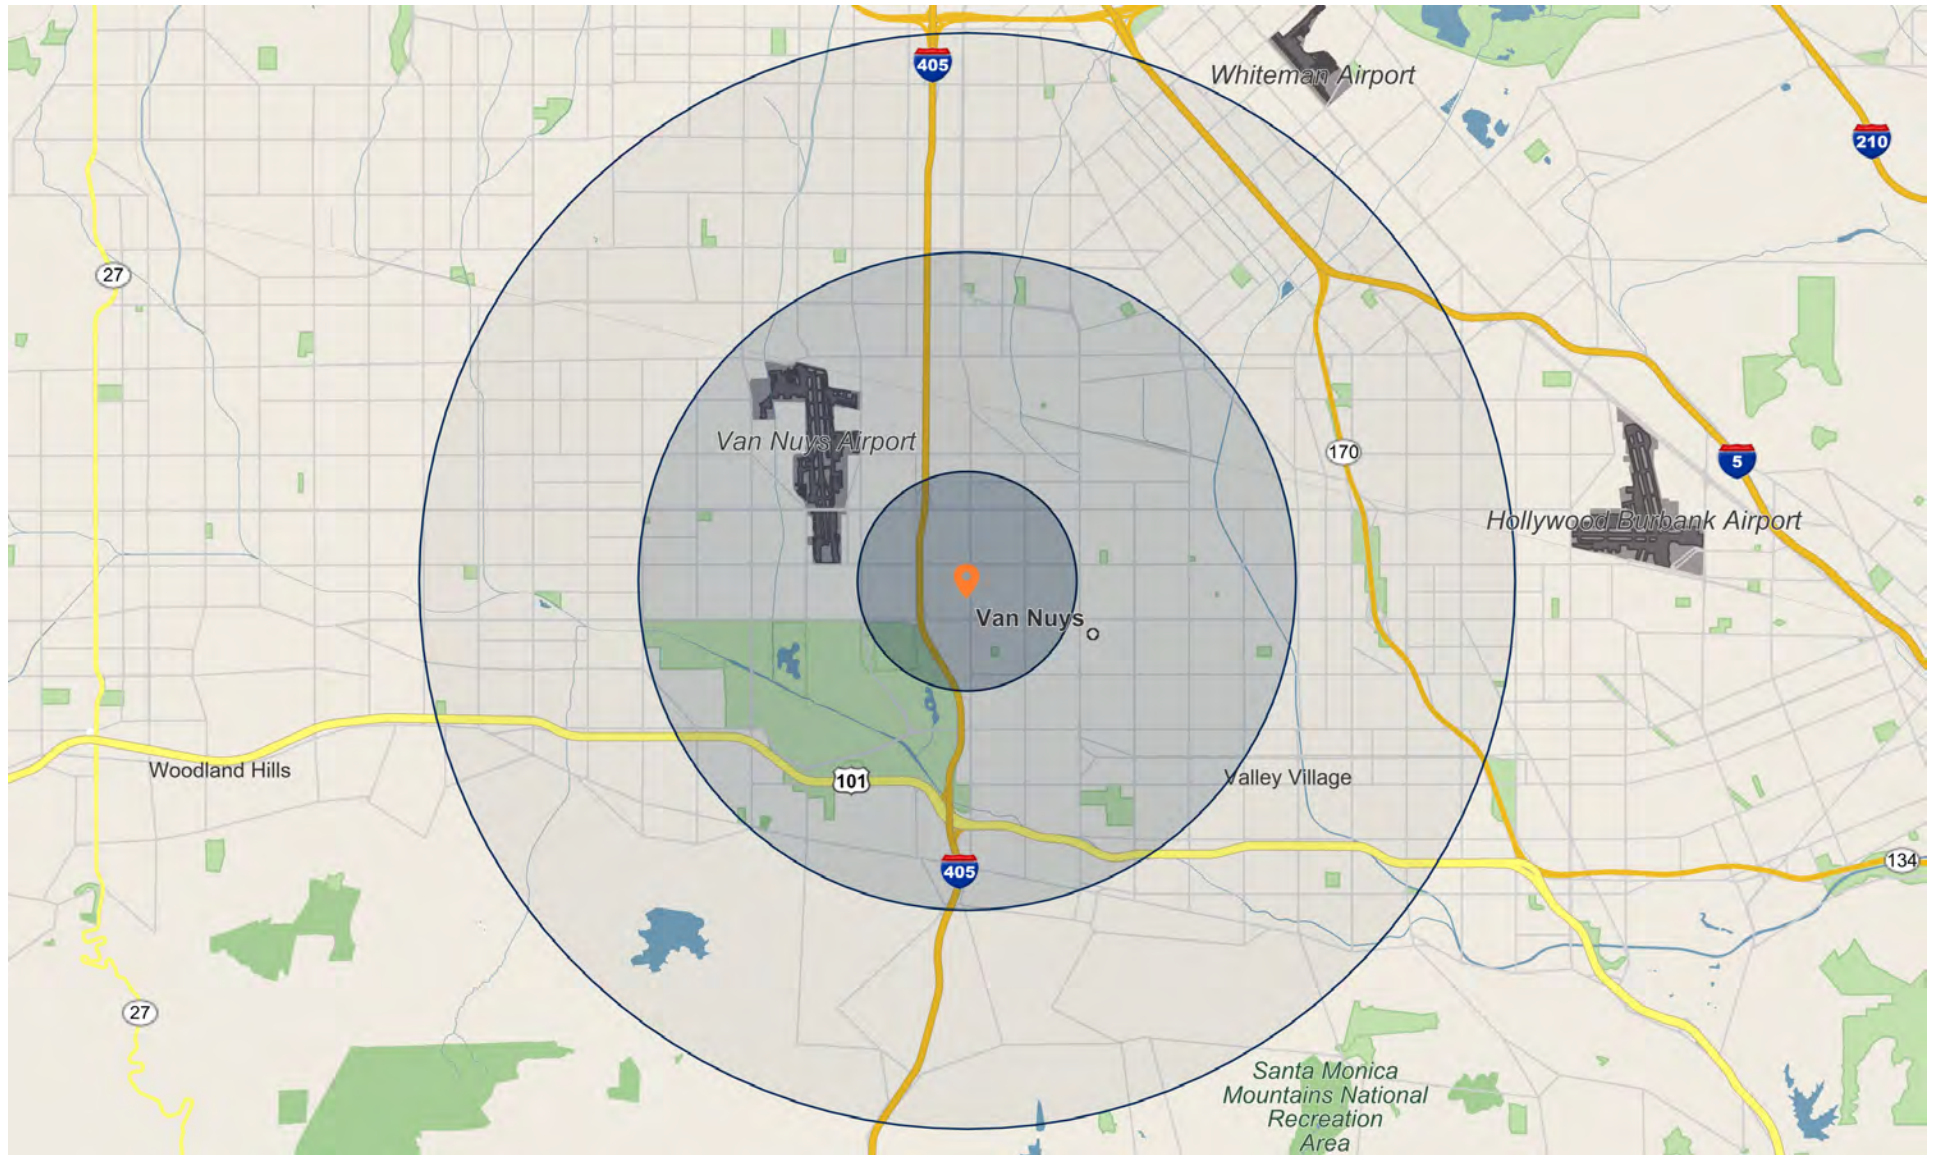 405
Whiteman Airport
210
27
Van Nuys Airport
170
5
Hollywood Burbank Airport
Van Nuys
Woodland Hills
101
Valley Village
405
134
27
Santa Monica
Mountains National
Recreation
Area